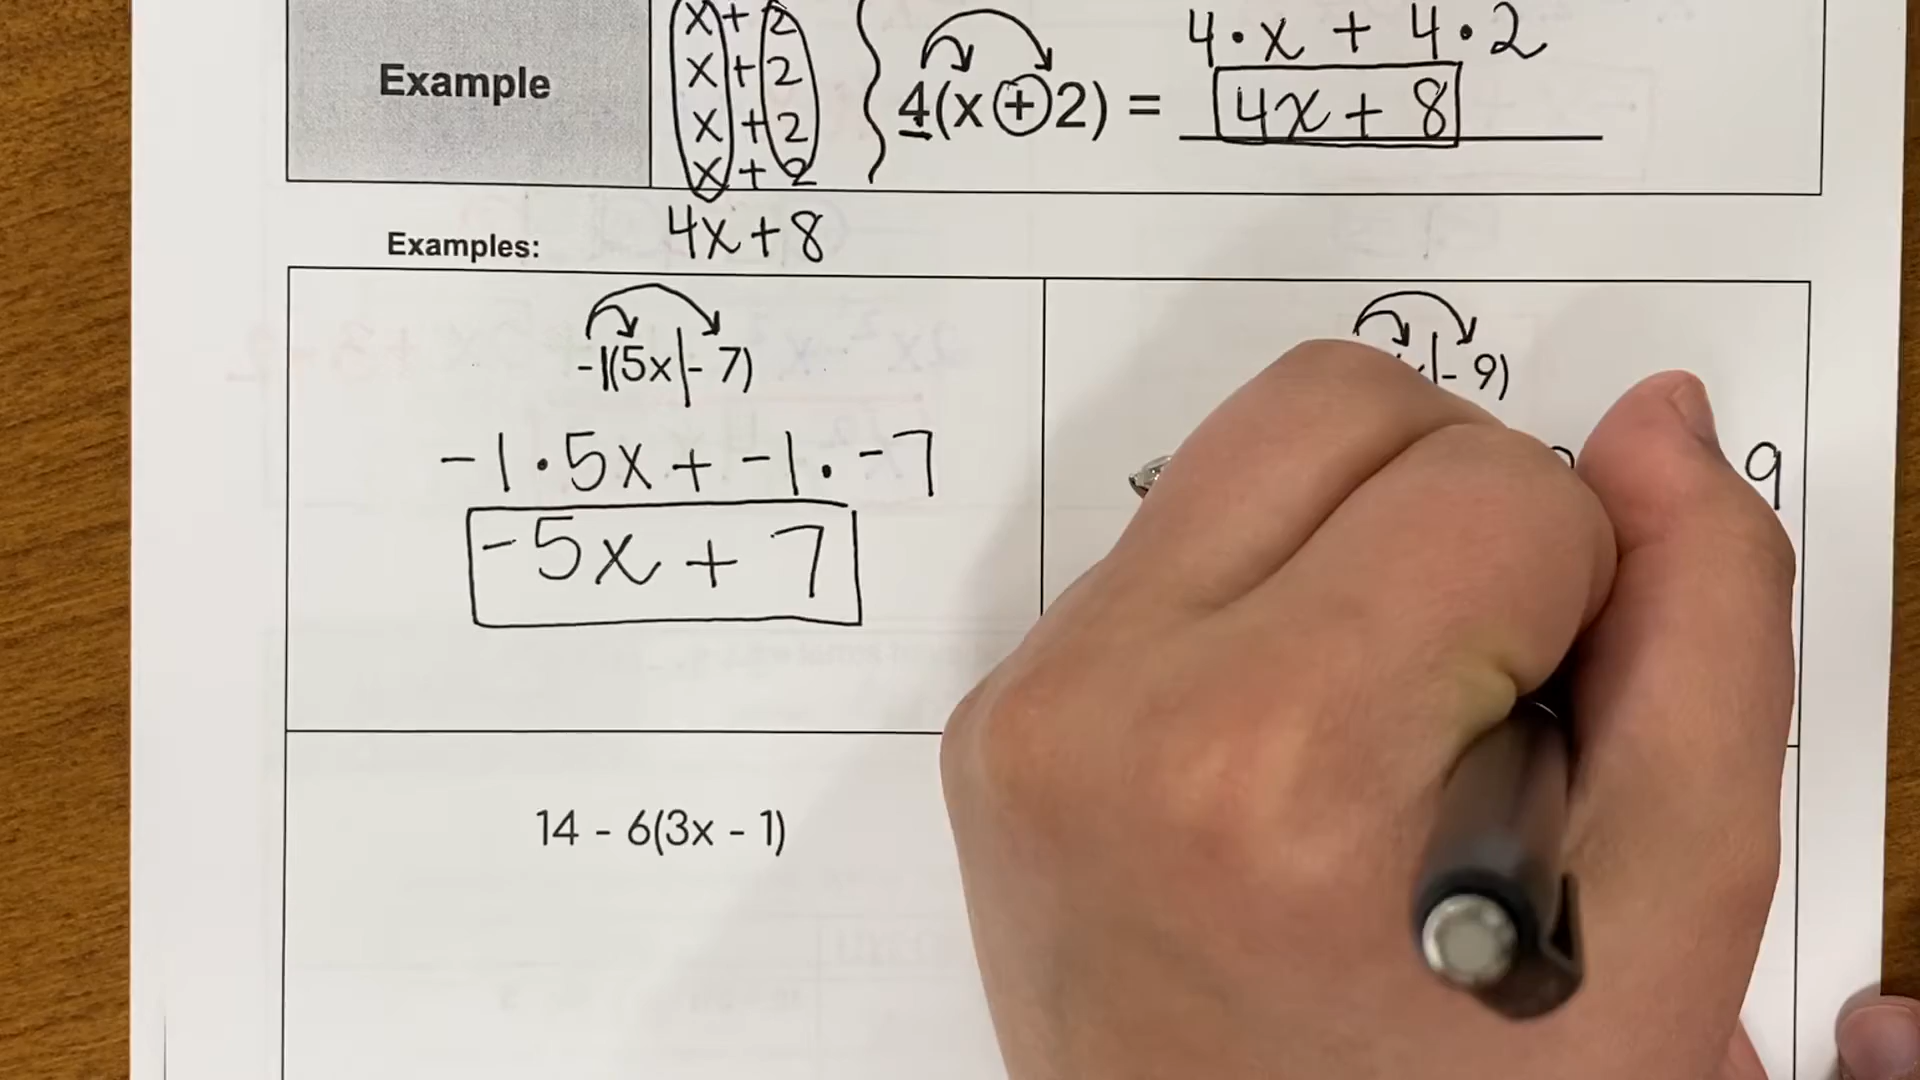 x + 2
x + 2
x + 2
x + 2
4x + 8
Example
4(x + 2) =
4 · x + 4 · 2
4x + 8
Examples:
-1(5x - 7)
-1 · 5x + -1 · -7
-5x + 7
- 9)
9
14 - 6(3x - 1)